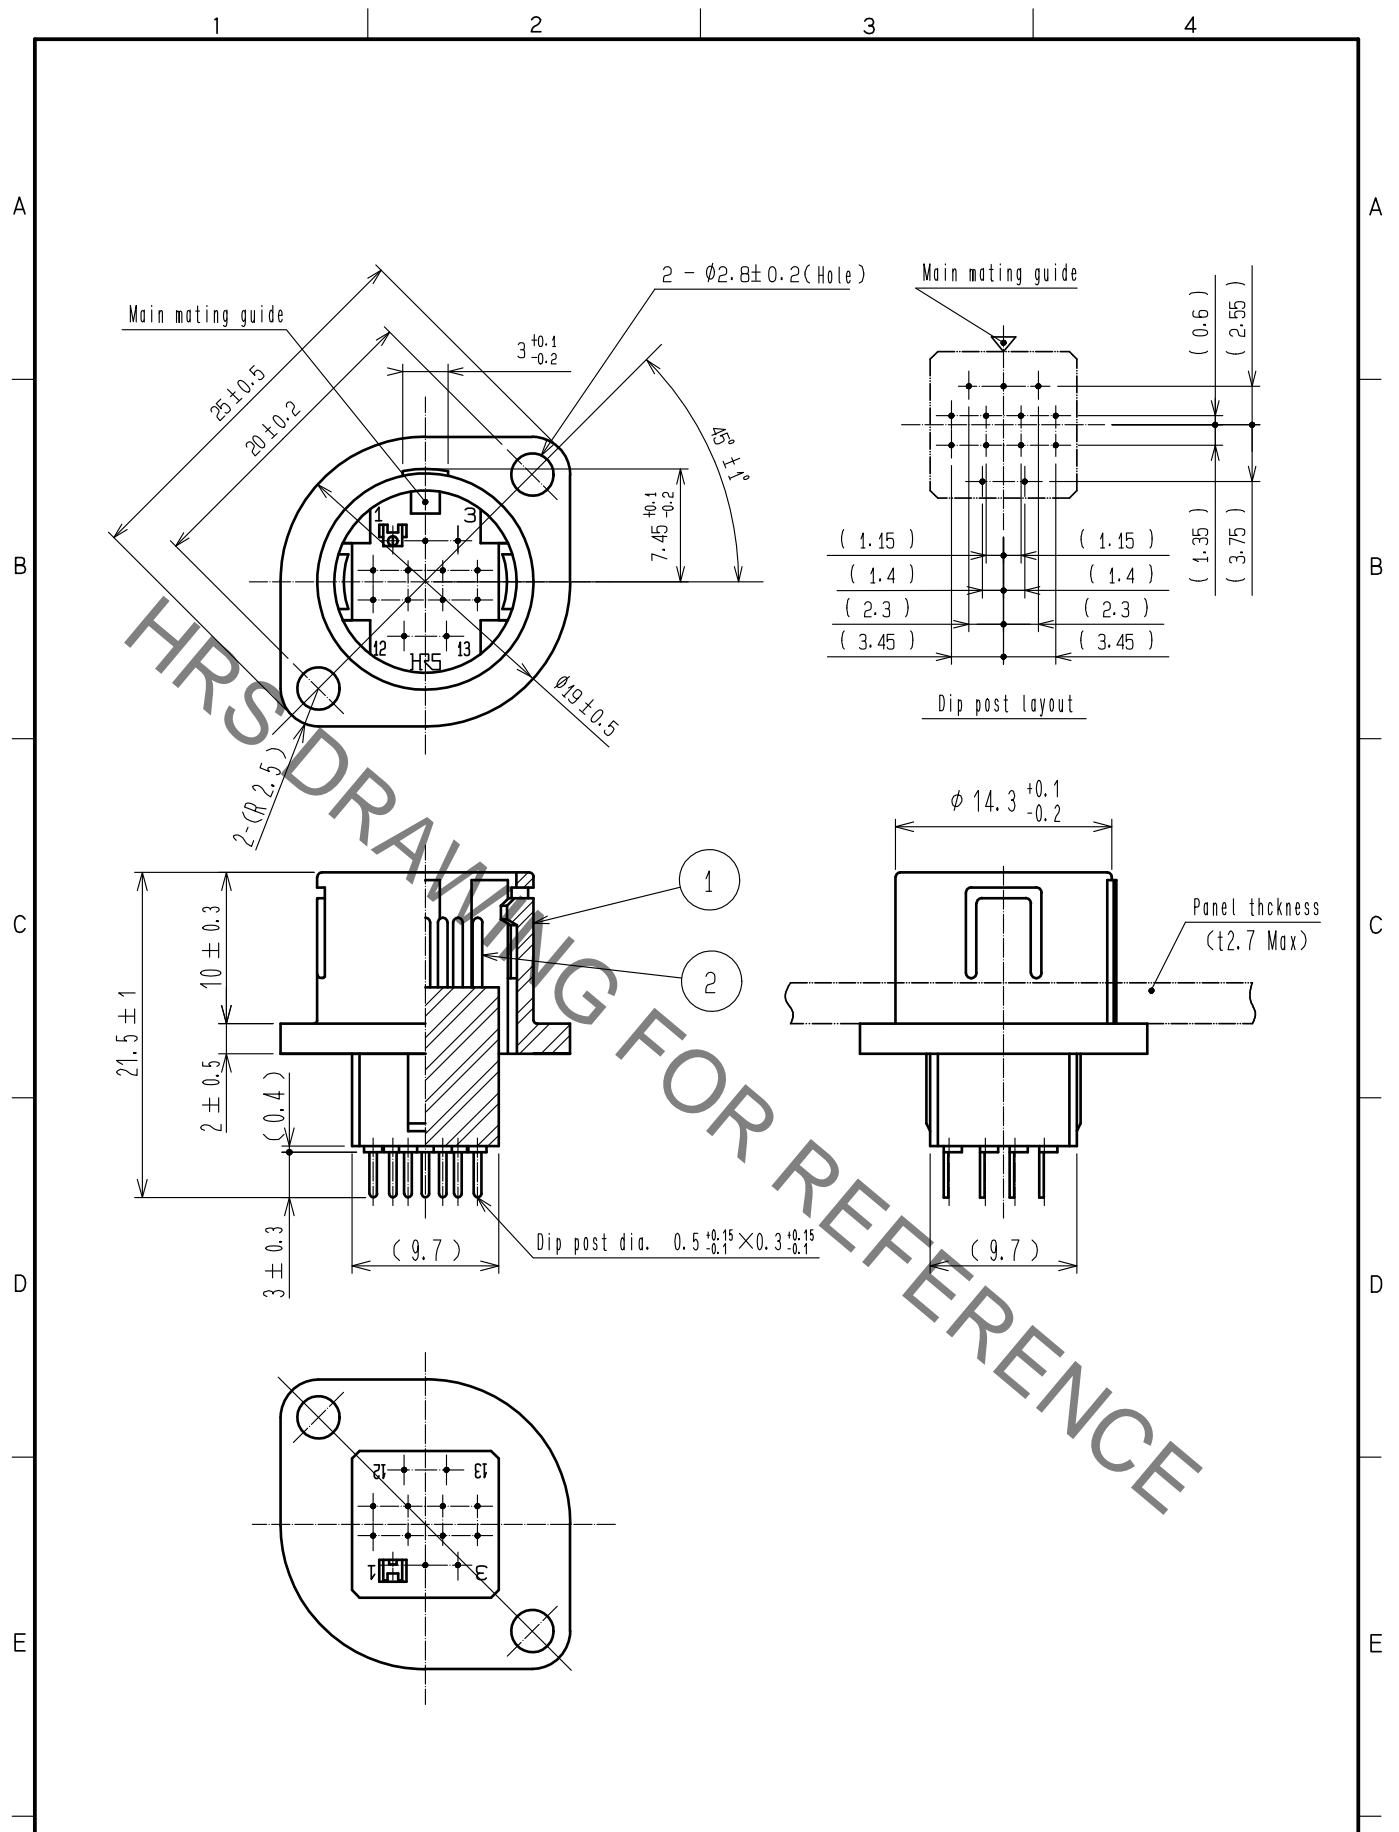 1 2 3 4
A A
Main mating guide
2 - Ø2.8±0.2(Hole)
Main mating guide
3 +0.1 -0.2
( 0.6 )
( 2.55 )
25±0.5
20±0.2
45° ± 1°
7.45 +0.1 -0.2
1 3
12 13
HRS
B B
( 1.15 ) ( 1.15 )
( 1.4 ) ( 1.4 )
( 2.3 ) ( 2.3 )
( 3.45 ) ( 3.45 )
( 1.35 )
( 3.75 )
Ø19±0.5
2-(R 2.5 )
Dip post layout
HRS DRAWING FOR REFERENCE
ϕ 14.3 +0.1 -0.2
1
2
C C
Panel thckness
(t2.7 Max)
10 ± 0.3
21.5 ± 1
2 ± 0.5
( 0.4 )
3 ± 0.3
( 9.7 )
Dip post dia. 0.5 +0.15 -0.1 ×0.3 +0.15 -0.1
( 9.7 )
D D
12 13
1 3
E E